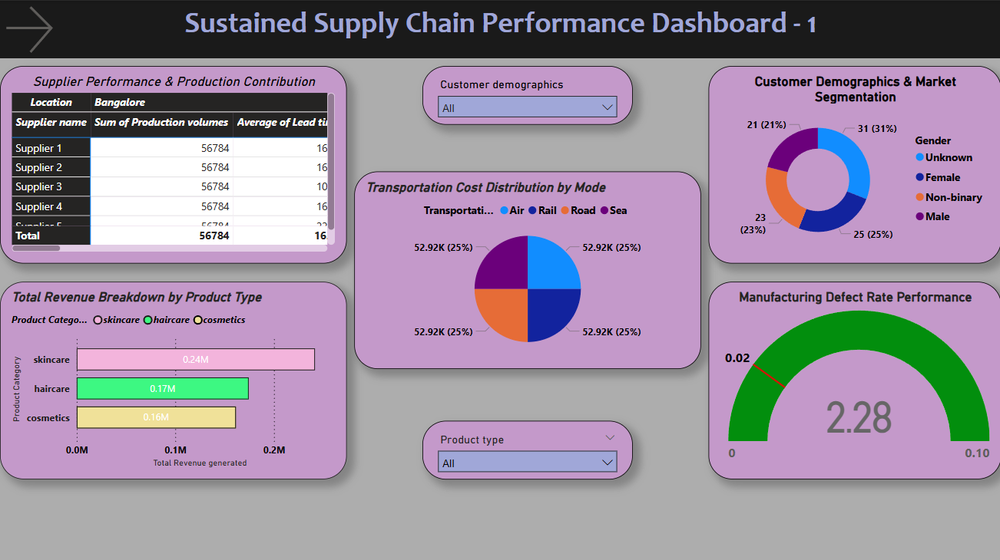 Sustained Supply Chain Performance Dashboard - 1
Supplier Performance & Production Contribution
Location Bangalore
Supplier name Sum of Production volumes Average of Lead
Supplier 1 56784 16
Supplier 2 56784 16
Supplier 3 56784 10
Supplier 4 56784 16
Total 56784 16
Customer demographics
All
Customer Demographics & Market
Segmentation
21 (21%)
31 (31%)
23
(23%)
25 (25%)
Gender
Unknown
Female
Non-binary
Male
Transportation Cost Distribution by Mode
Transportati... Air Rail Road Sea
52.92K (25%) 52.92K (25%)
52.92K (25%) 52.92K (25%)
Total Revenue Breakdown by Product Type
Product Catego... skincare haircare cosmetics
Product Category
skincare 0.24M
haircare 0.17M
cosmetics 0.16M
0.0M 0.1M 0.2M
Total Revenue generated
Product type
All
Manufacturing Defect Rate Performance
0.02
2.28
0 0.10